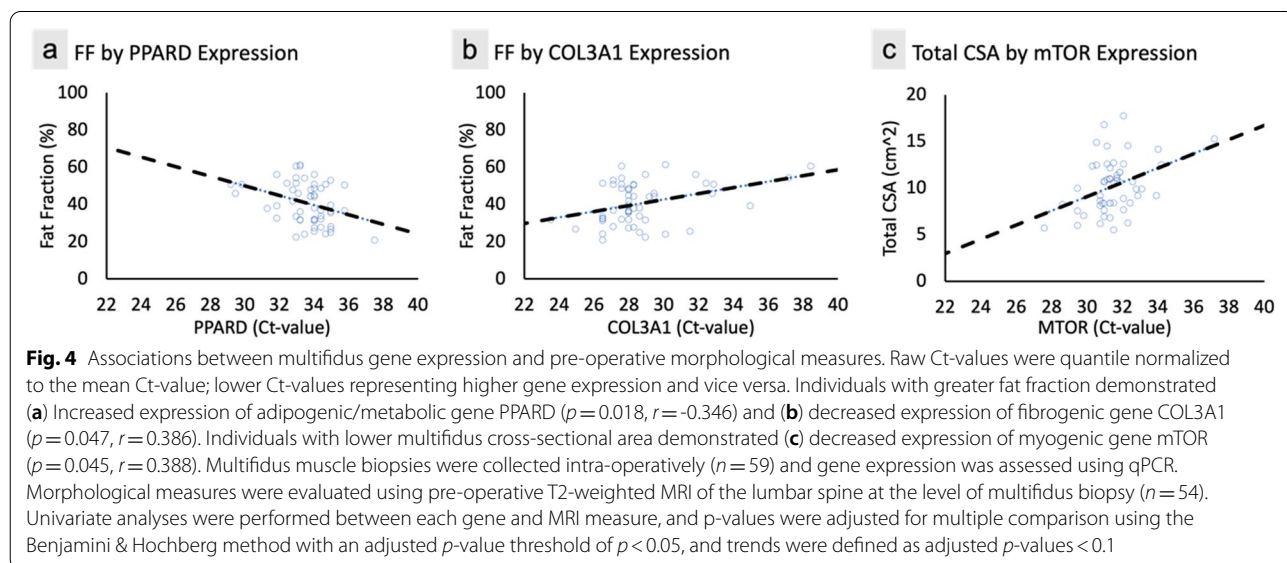 a FF by PPARD Expression
100
80
60
40
20
0
Fat Fraction (%)
22 24 26 28 30 32 34 36 38 40
PPARD (Ct-value)
b FF by COL3A1 Expression
100
80
60
40
20
0
Fat Fraction (%)
22 24 26 28 30 32 34 36 38 40
COL3A1 (Ct-value)
c Total CSA by mTOR Expression
20
15
10
5
0
Total CSA (cm^2)
22 24 26 28 30 32 34 36 38 40
MTOR (Ct-value)
Fig. 4 Associations between multifidus gene expression and pre-operative morphological measures. Raw Ct-values were quantile normalized
to the mean Ct-value; lower Ct-values representing higher gene expression and vice versa. Individuals with greater fat fraction demonstrated
(a) Increased expression of adipogenic/metabolic gene PPARD (p = 0.018, r = -0.346) and (b) decreased expression of fibrogenic gene COL3A1
(p = 0.047, r = 0.386). Individuals with lower multifidus cross-sectional area demonstrated (c) decreased expression of myogenic gene mTOR
(p = 0.045, r = 0.388). Multifidus muscle biopsies were collected intra-operatively (n = 59) and gene expression was assessed using qPCR.
Morphological measures were evaluated using pre-operative T2-weighted MRI of the lumbar spine at the level of multifidus biopsy (n = 54).
Univariate analyses were performed between each gene and MRI measure, and p-values were adjusted for multiple comparison using the
Benjamini & Hochberg method with an adjusted p-value threshold of p < 0.05, and trends were defined as adjusted p-values < 0.1